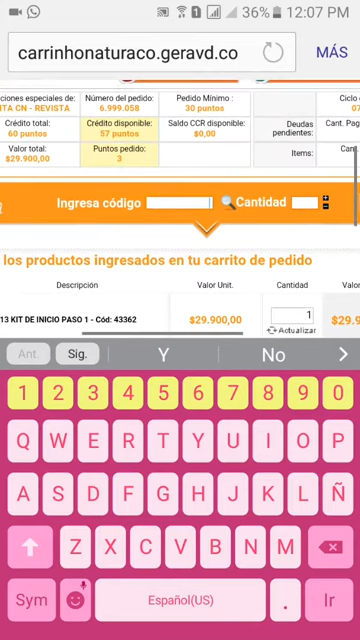 36% 12:07 PM
carrinhonaturaco.geravd.co
MÁS
ciones especiales de: Número del pedido: Pedido Mínimo : Ciclo
TA CN - REVISTA 6.999.058 30 puntos 07
Crédito total: Crédito disponible: Saldo CCR disponible: Deudas pendientes: Cant. Pag
60 puntos 57 puntos $0,00
Valor total: Puntos pedido: Items: Cant.
$29.900,00 3
Ingresa código Cantidad
los productos ingresados en tu carrito de pedido
Descripción Valor Unit. Cantidad Valor
13 KIT DE INICIO PASO 1 - Cód: 43362 $29.900,00 1 $29.9
Actualizar
Ant. Sig. Y No
1 2 3 4 5 6 7 8 9 0
Q W E R T Y U I O P
A S D F G H J K L Ñ
Z X C V B N M
Sym Español(US) . Ir